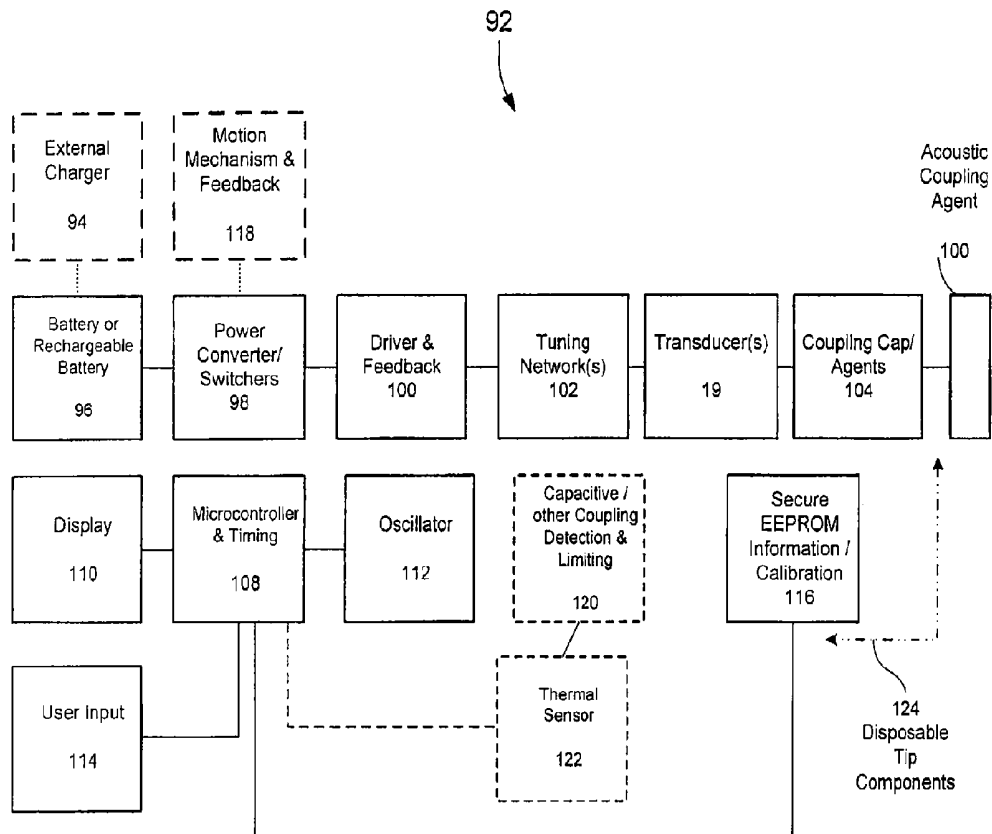 92
External
Charger
94
Motion
Mechanism &
Feedback
118
Acoustic
Coupling
Agent
100
Battery or
Rechargeable
Battery
96
Power
Converter/
Switchers
98
Driver &
Feedback
100
Tuning
Network(s)
102
Transducer(s)
19
Coupling Cap/
Agents
104
Display
110
Microcontroller
& Timing
108
Oscillator
112
Capacitive /
other Coupling
Detection &
Limiting
120
Secure
EEPROM
Information /
Calibration
116
User Input
114
Thermal
Sensor
122
124
Disposable
Tip
Components